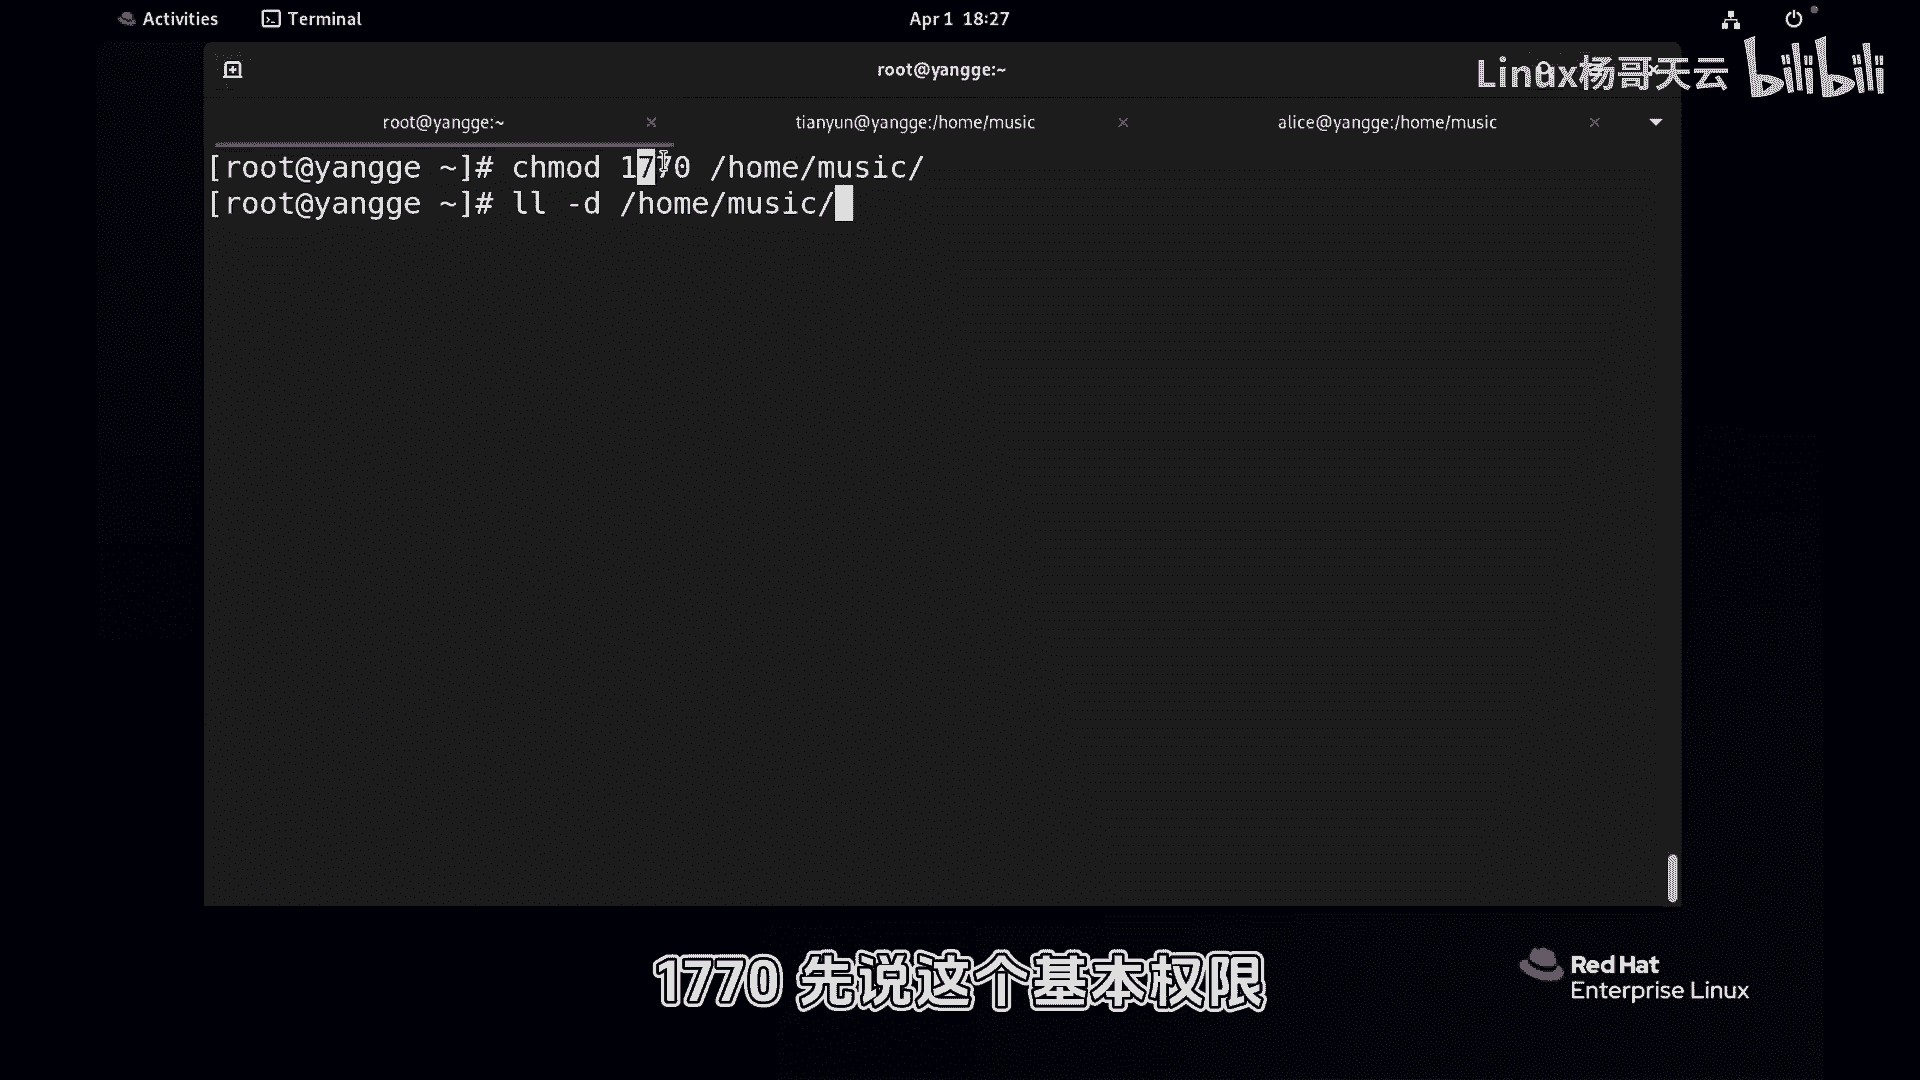 Activities Terminal Apr 1 18:27
root@yangge:~
Linux杨哥天云 bilibili
root@yangge:~ tianyun@yangge:/home/music alice@yangge:/home/music
[root@yangge ~]# chmod 1770 /home/music/
[root@yangge ~]# ll -d /home/music/
1770 先说这个基本权限
Red Hat
Enterprise Linux